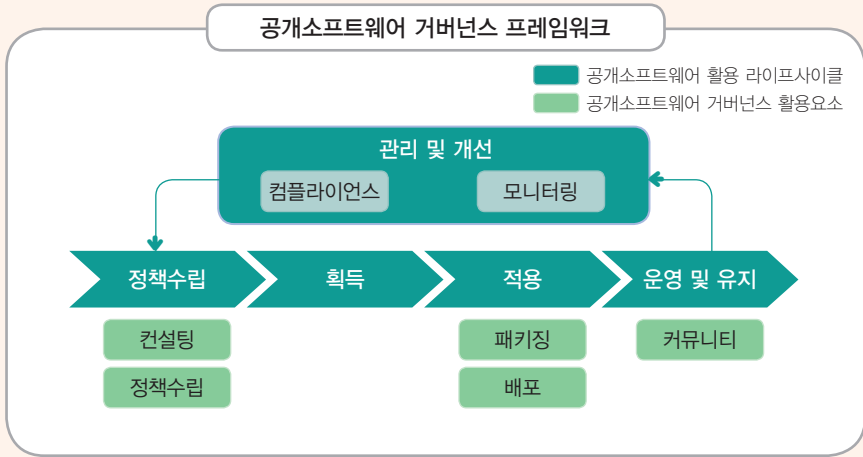 공개소프트웨어 거버넌스 프레임워크
공개소프트웨어 활용 라이프사이클
공개소프트웨어 거버넌스 활용요소
관리 및 개선
컴플라이언스 모니터링
정책수립 획득 적용 운영 및 유지
컨설팅 패키징 커뮤니티
정책수립 배포